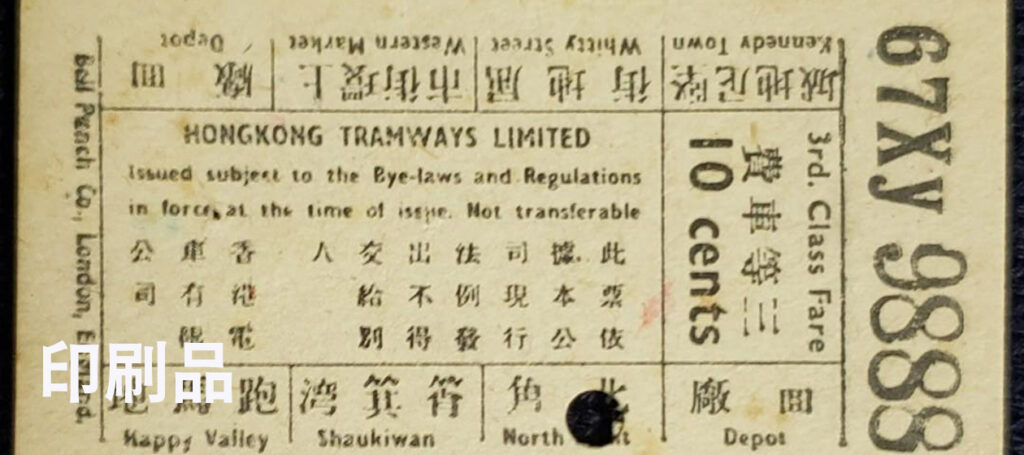 Depot
Western Market
Whitty Street
Kennedy Town
回廠
上環街市
屈地街
堅尼地城
HONGKONG TRAMWAYS LIMITED
Issued subject to the Bye-laws and Regulations
in force, at the time of issue. Not transferable
此票依
據本公
司現行
法例發
出不得
交給別
人
香港電
車有限
公司
3rd. Class Fare
三等車費
10 cents
67Xy 9888
跑馬地
筲箕湾
北角
回廠
Happy Valley
Shaukiwan
North
Depot
Bell Punch Co., London,
印刷品